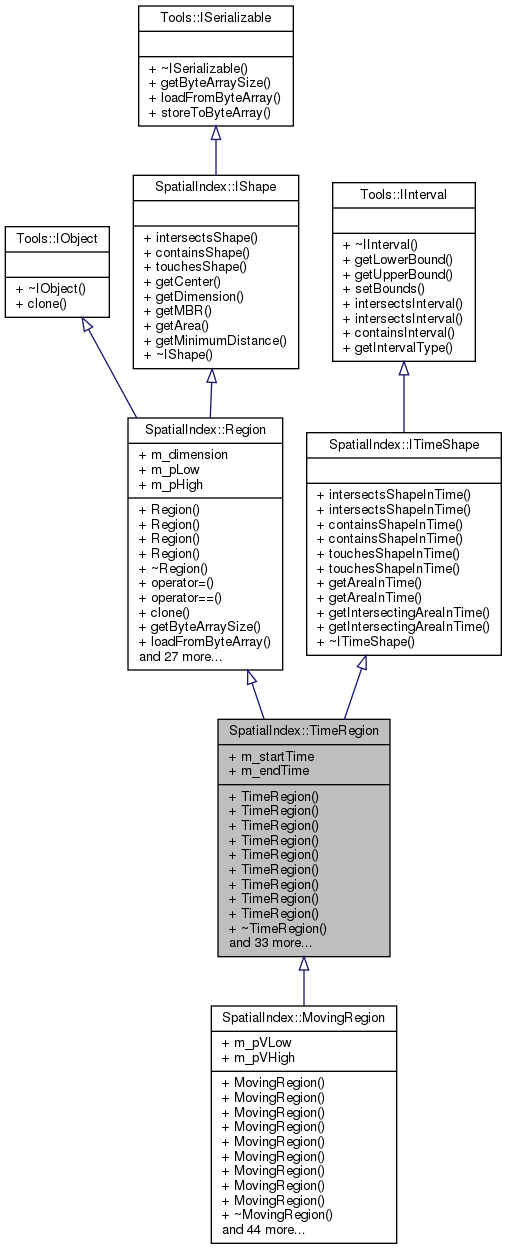 Tools::ISerializable
+ ~ISerializable()
+ getByteArraySize()
+ loadFromByteArray()
+ storeToByteArray()
SpatialIndex::IShape
+ intersectsShape()
+ containsShape()
+ touchesShape()
+ getCenter()
+ getDimension()
+ getMBR()
+ getArea()
+ getMinimumDistance()
+ ~IShape()
Tools::IInterval
+ ~IInterval()
+ getLowerBound()
+ getUpperBound()
+ setBounds()
+ intersectsInterval()
+ intersectsInterval()
+ containsInterval()
+ getIntervalType()
Tools::IObject
+ ~IObject()
+ clone()
SpatialIndex::Region
+ m_dimension
+ m_pLow
+ m_pHigh
+ Region()
+ Region()
+ Region()
+ Region()
+ ~Region()
+ operator=()
+ operator==()
+ clone()
+ getByteArraySize()
+ loadFromByteArray()
and 27 more...
SpatialIndex::ITimeShape
+ intersectsShapeInTime()
+ intersectsShapeInTime()
+ containsShapeInTime()
+ containsShapeInTime()
+ touchesShapeInTime()
+ touchesShapeInTime()
+ getAreaInTime()
+ getAreaInTime()
+ getIntersectingAreaInTime()
+ getIntersectingAreaInTime()
+ ~ITimeShape()
SpatialIndex::TimeRegion
+ m_startTime
+ m_endTime
+ TimeRegion()
+ TimeRegion()
+ TimeRegion()
+ TimeRegion()
+ TimeRegion()
+ TimeRegion()
+ TimeRegion()
+ TimeRegion()
+ TimeRegion()
+ ~TimeRegion()
and 33 more...
SpatialIndex::MovingRegion
+ m_pVLow
+ m_pVHigh
+ MovingRegion()
+ MovingRegion()
+ MovingRegion()
+ MovingRegion()
+ MovingRegion()
+ MovingRegion()
+ MovingRegion()
+ MovingRegion()
+ MovingRegion()
+ ~MovingRegion()
and 44 more...